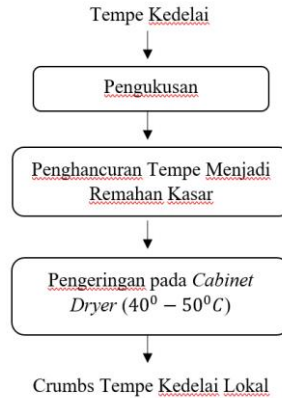 Tempe Kedelai
Pengukusan
Penghancuran Tempe Menjadi
Remahan Kasar
Pengeringan pada Cabinet
Dryer (40⁰ − 50⁰C)
Crumbs Tempe Kedelai Lokal